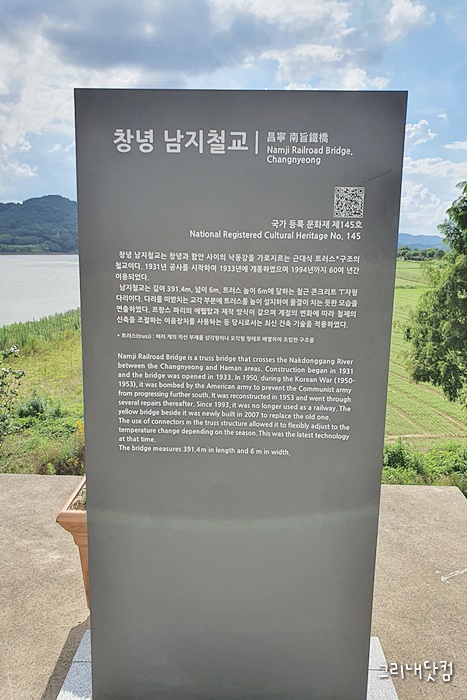 창녕 남지철교
昌寧 南旨鐵橋
Namji Railroad Bridge,
Changnyeong
국가 등록 문화재 제145호
National Registered Cultural Heritage No. 145
창녕 남지철교는 창녕과 함안 사이의 낙동강을 가로지르는 근대식 트러스*구조의
철교이다. 1931년 공사를 시작하여 1933년에 개통하였으며 1994년까지 60여 년간
이용되었다.
남지철교는 길이 391.4m, 넓이 6m, 트러스 높이 6m에 달하는 철근 콘크리트 'T'자형
다리이다. 다리를 떠받치는 교각 부분에 트러스를 높이 설치하여 물결이 치는 듯한 모습을
연출하였다. 프랑스 파리의 에펠탑과 제작 양식이 같으며 계절의 변화에 따라 철제의
신축을 조절하는 이음장치를 사용하는 등 당시로서는 최신 건축 기술을 적용하였다.
* 트러스(truss) : 여러 개의 직선 부재를 삼각형이나 오각형 형태로 배열하여 조립한 구조물
Namji Railroad Bridge is a truss bridge that crosses the Nakdonggang River
between the Changnyeong and Haman areas. Construction began in 1931
and the bridge was opened in 1933. In 1950, during the Korean War (1950-
1953), it was bombed by the American army to prevent the Communist army
from progressing further south. It was reconstructed in 1953 and went through
several repairs thereafter. Since 1993, it was no longer used as a railway. The
yellow bridge beside it was newly built in 2007 to replace the old one.
The use of connectors in the truss structure allowed it to flexibly adjust to the
temperature change depending on the season. This was the latest technology
at that time.
The bridge measures 391.4m in length and 6 m in width.
그리내닷컴